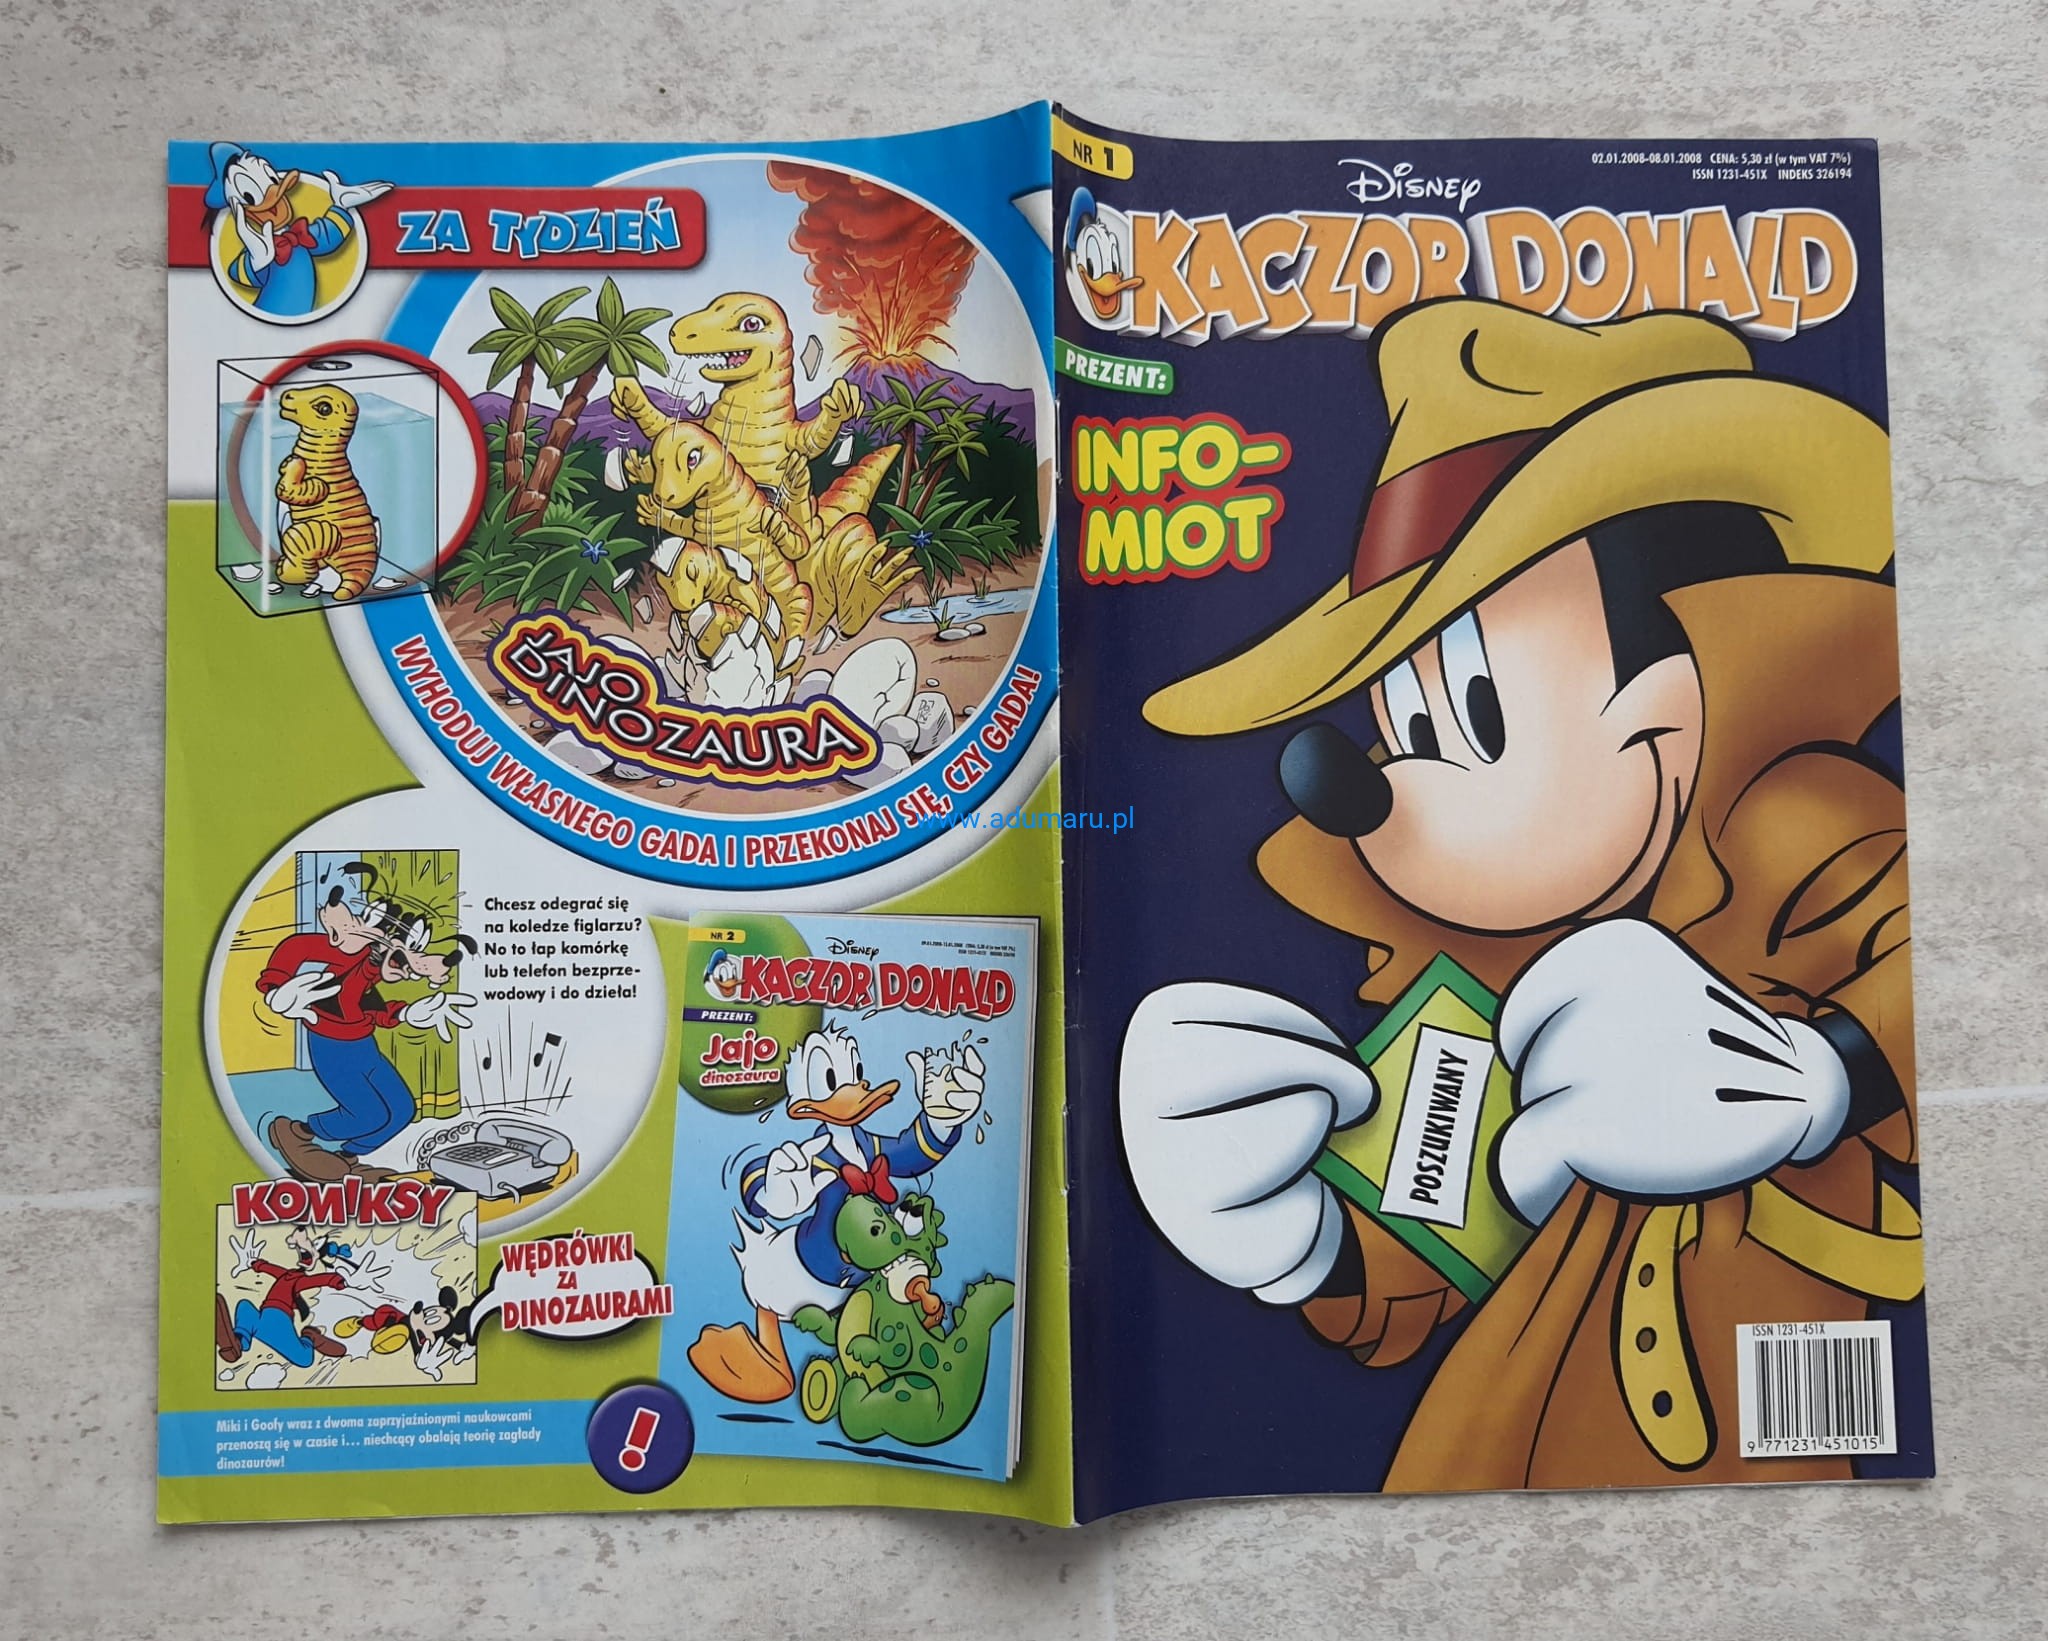 ZA TYDZIEŃ
ŁAJO
DINOZAURA
WYHODUJ WŁASNEGO GADA I PRZEKONAJ SIĘ, CZY GADA!
Chcesz odegrać się
na koledze figlarzu?
No to łap komórkę
lub telefon bezprze-
wodowy i do dzieła!
KOMIKSY
WĘDRÓWKI
ZA
DINOZAURAMI
Miki i Goofy wraz z dwoma zaprzyjaźnionymi naukowcami
przenoszą się w czasie i... niechcący obalają teorię zagłady
dinozaurów!
!
NR 2
DISNEY
KACZOR DONALD
PREZENT:
Jajo
dinozaura
www.adumaru.pl
NR 1
02.01.2008-08.01.2008 CENA: 5,30 zł (w tym VAT 7%)
ISSN 1231-451X INDEKS 326194
DISNEY
KACZOR DONALD
PREZENT:
INFO-
MIOT
POSZUKIWANY
ISSN 1231-451X
9 771231 451015